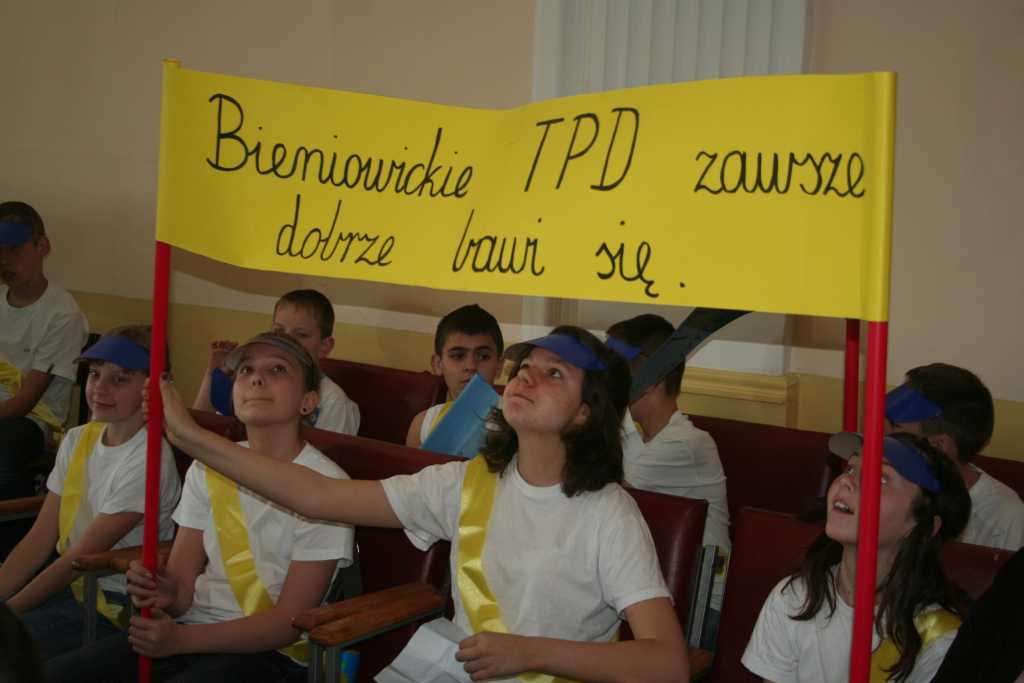 Bieniowickie TPD zawsze
dobrze bawi się.